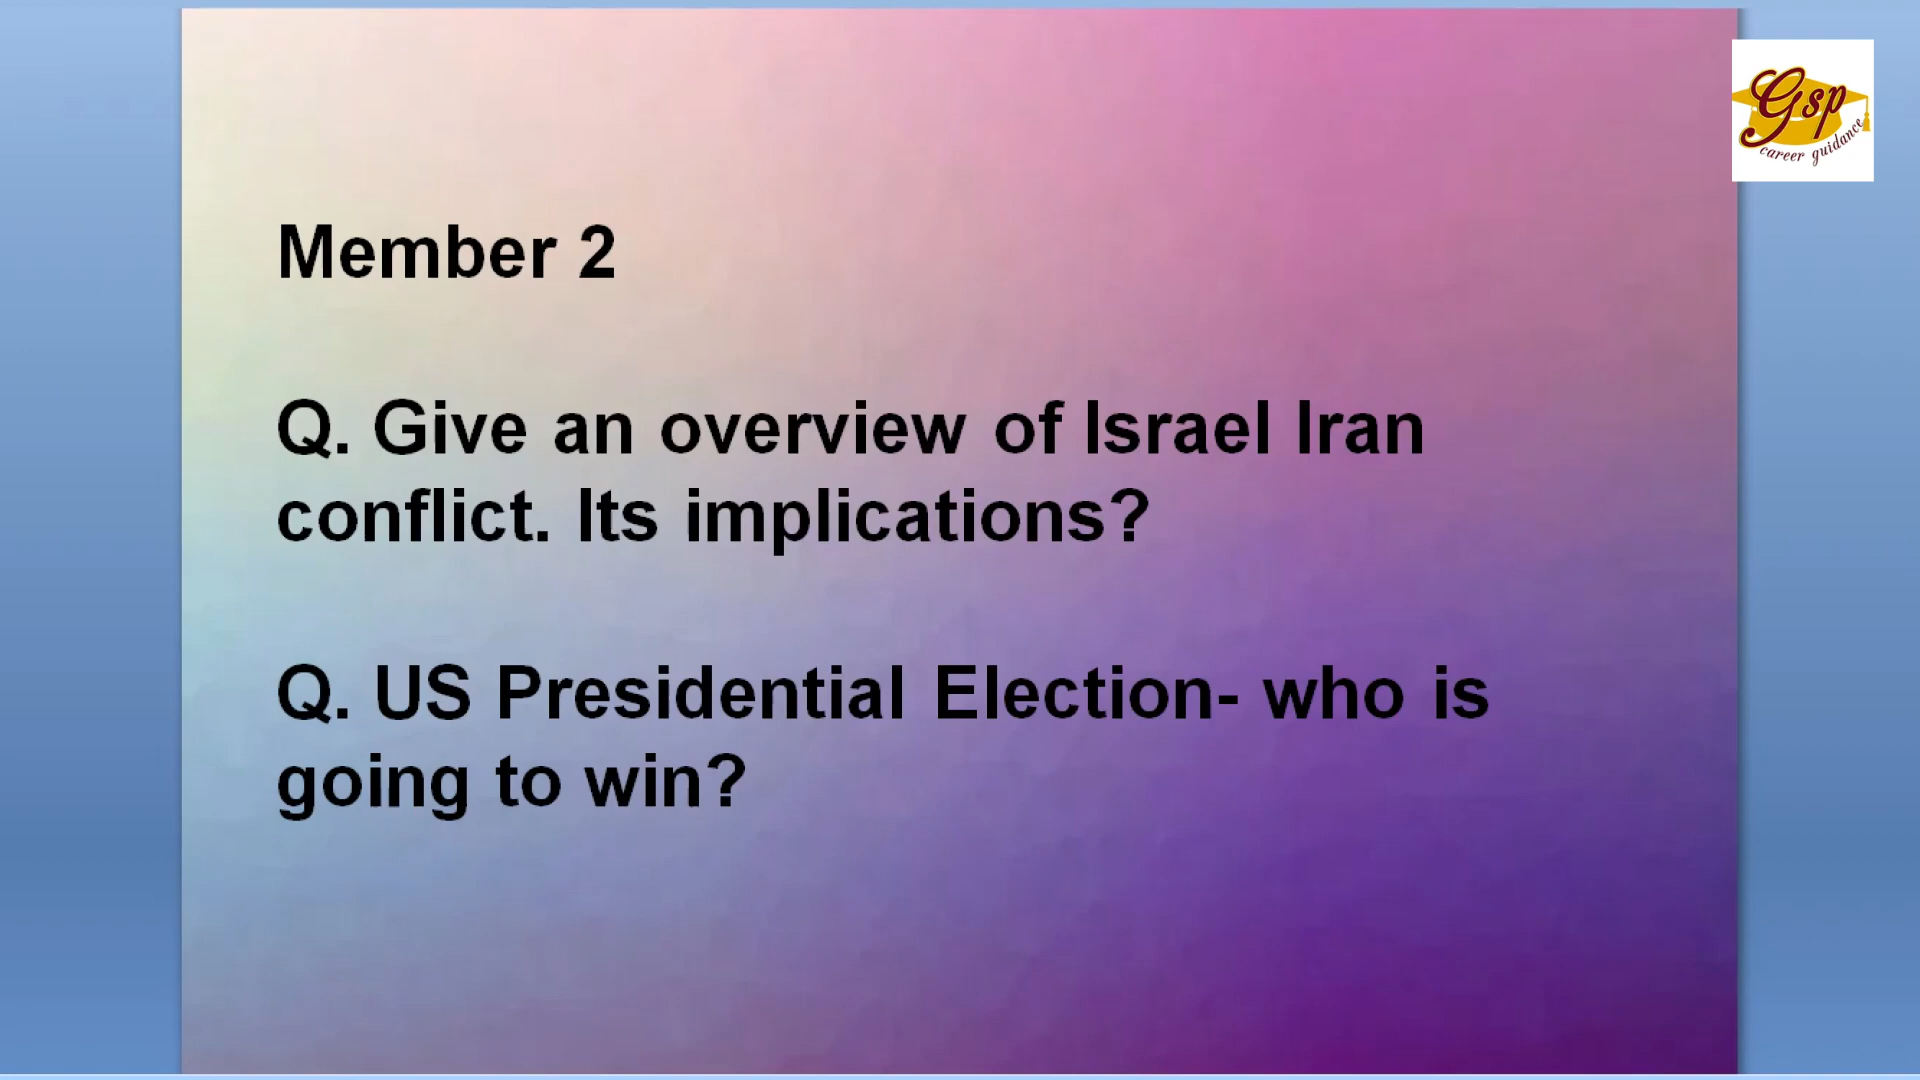 Gsp
career guidance
Member 2
Q. Give an overview of Israel Iran
conflict. Its implications?
Q. US Presidential Election- who is
going to win?